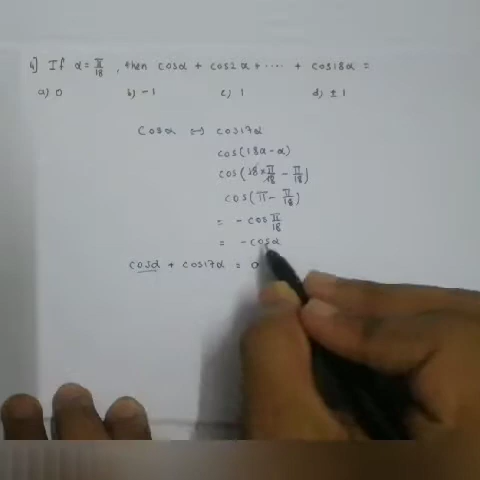 4] If α = π/18, then cosα + cos2α + ···· + cos18α =
a) 0 b) -1 c) 1 d) ± 1
cosα ↔ cos17α
cos(18α - α)
cos(18 × π/18 - π/18)
cos(π - π/18)
= - cos π/18
= - cosα
cosα + cos17α = 0